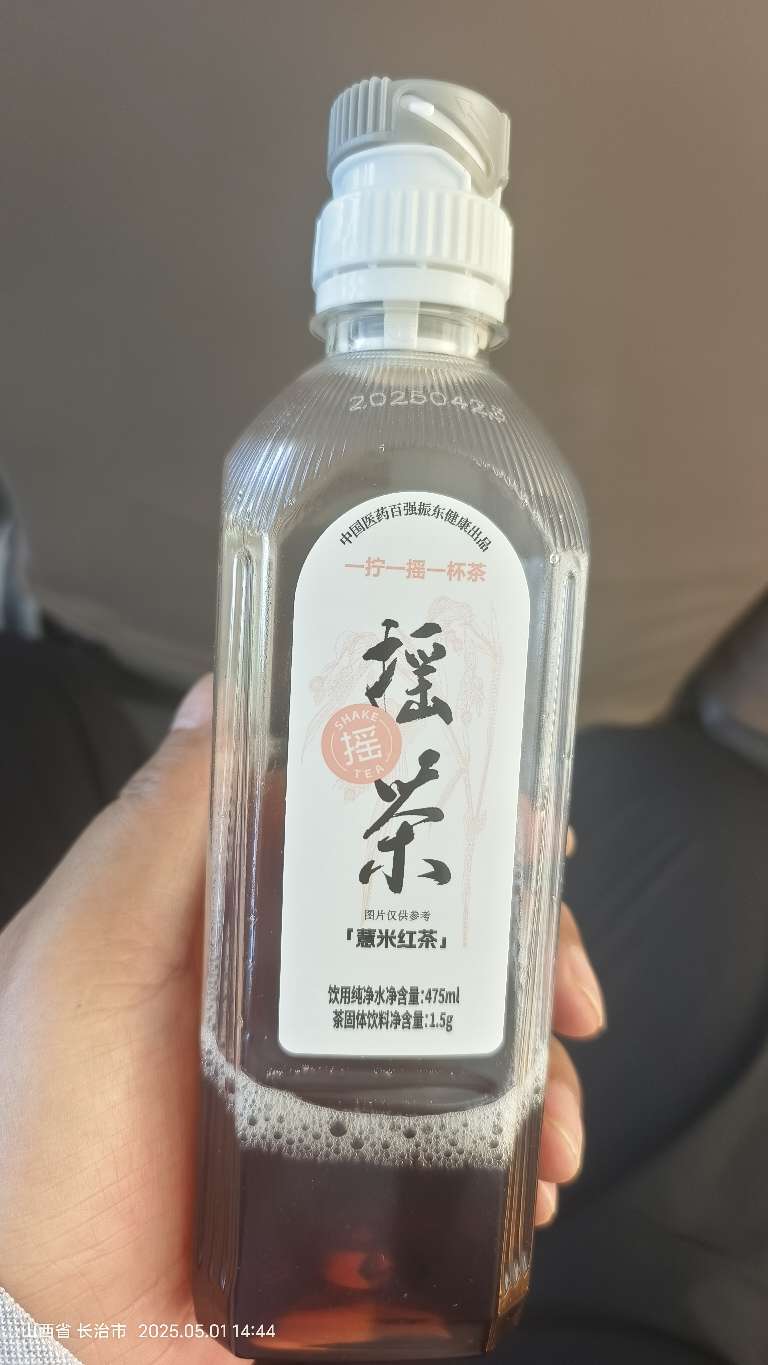 20250423
中国医药百强振东健康出品
一拧一摇一杯茶
摇
茶
SHAKE
摇
TEA
图片仅供参考
「薏米红茶」
饮用纯净水净含量:475ml
茶固体饮料净含量:1.5g
山西省 长治市 2025.05.01 14:44